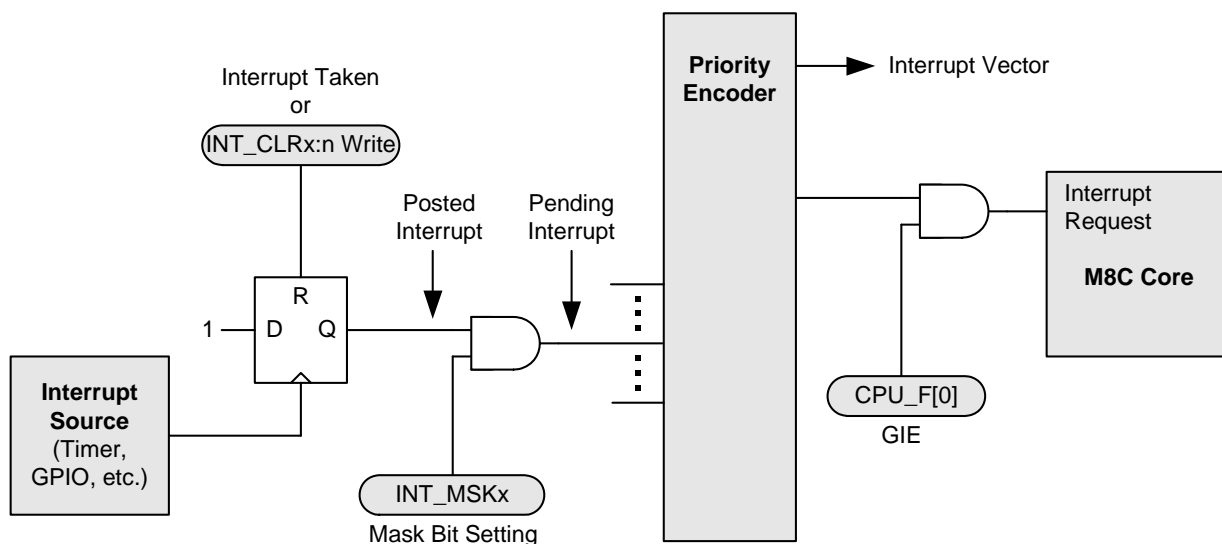 Interrupt Taken
or
INT_CLRx:n Write
Posted
Interrupt
Pending
Interrupt
Priority
Encoder
Interrupt Vector
Interrupt
Request
M8C Core
R
1
D
Q
Interrupt
Source
(Timer,
GPIO, etc.)
INT_MSKx
Mask Bit Setting
CPU_F[0]
GIE